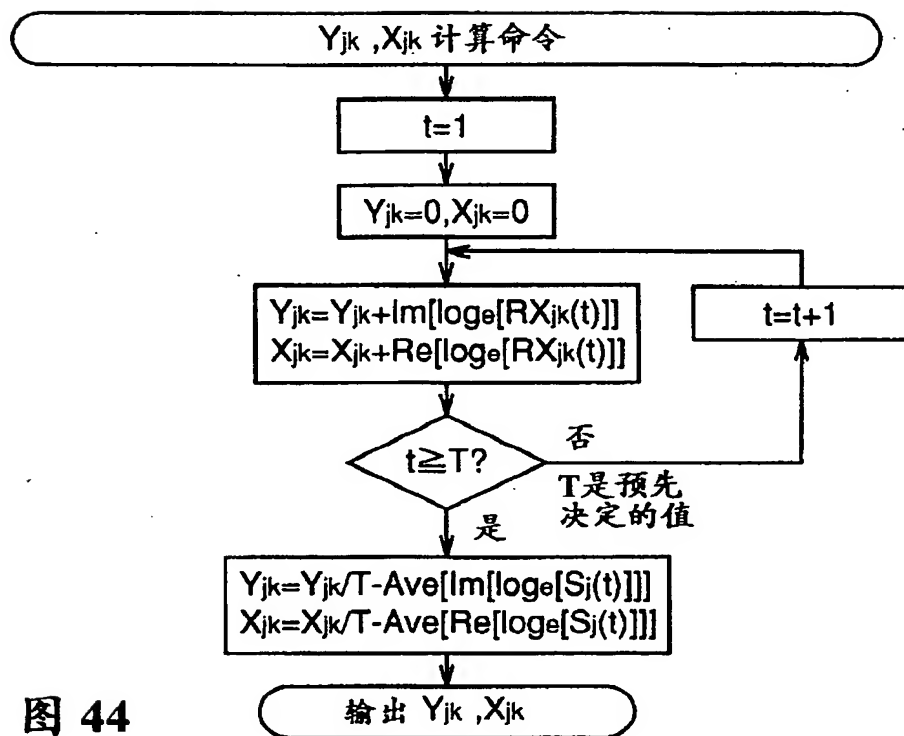 Yjk ,Xjk 计算命令
t=1
Yjk=0,Xjk=0
Yjk=Yjk+Im[loge[RXjk(t)]]
Xjk=Xjk+Re[loge[RXjk(t)]]
t=t+1
t≧T?
否
T是预先
决定的值
是
Yjk=Yjk/T-Ave[Im[loge[Sj(t)]]]
Xjk=Xjk/T-Ave[Re[loge[Sj(t)]]]
输出 Yjk ,Xjk
图 44